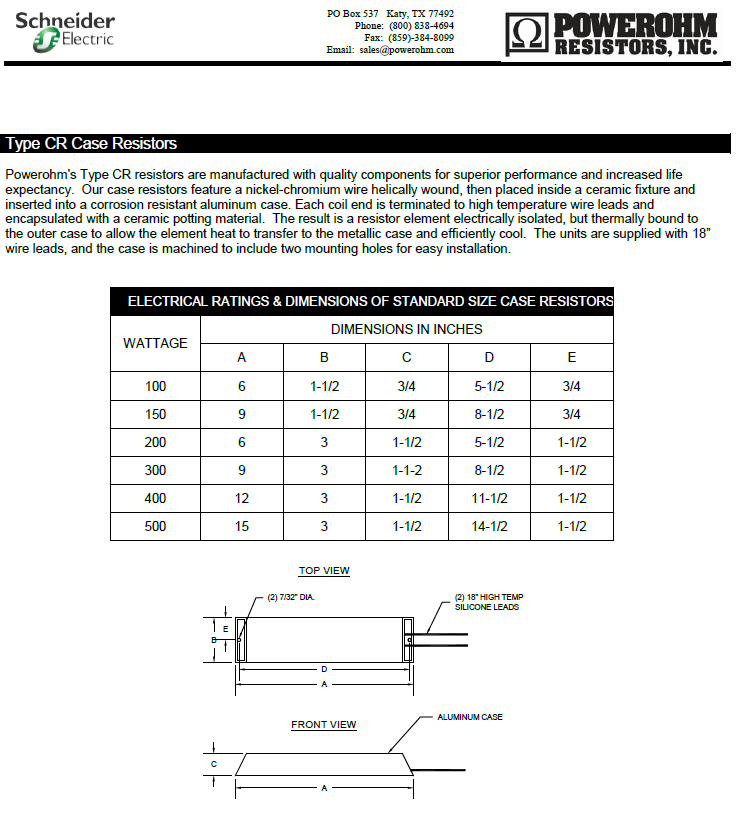 Schneider
Electric
PO Box 537 Katy, TX 77492
Phone: (800) 838-4694
Fax: (859)-384-8099
Email: sales@powerohm.com
Ω POWEROHM
RESISTORS, INC.
Type CR Case Resistors
Powerohm's Type CR resistors are manufactured with quality components for superior performance and increased life
expectancy. Our case resistors feature a nickel-chromium wire helically wound, then placed inside a ceramic fixture and
inserted into a corrosion resistant aluminum case. Each coil end is terminated to high temperature wire leads and
encapsulated with a ceramic potting material. The result is a resistor element electrically isolated, but thermally bound to
the outer case to allow the element heat to transfer to the metallic case and efficiently cool. The units are supplied with 18”
wire leads, and the case is machined to include two mounting holes for easy installation.
ELECTRICAL RATINGS & DIMENSIONS OF STANDARD SIZE CASE RESISTORS
WATTAGE DIMENSIONS IN INCHES
A B C D E
100 6 1-1/2 3/4 5-1/2 3/4
150 9 1-1/2 3/4 8-1/2 3/4
200 6 3 1-1/2 5-1/2 1-1/2
300 9 3 1-1-2 8-1/2 1-1/2
400 12 3 1-1/2 11-1/2 1-1/2
500 15 3 1-1/2 14-1/2 1-1/2
TOP VIEW
(2) 7/32" DIA.
(2) 18" HIGH TEMP
SILICONE LEADS
E
B
D
A
FRONT VIEW
ALUMINUM CASE
C
A